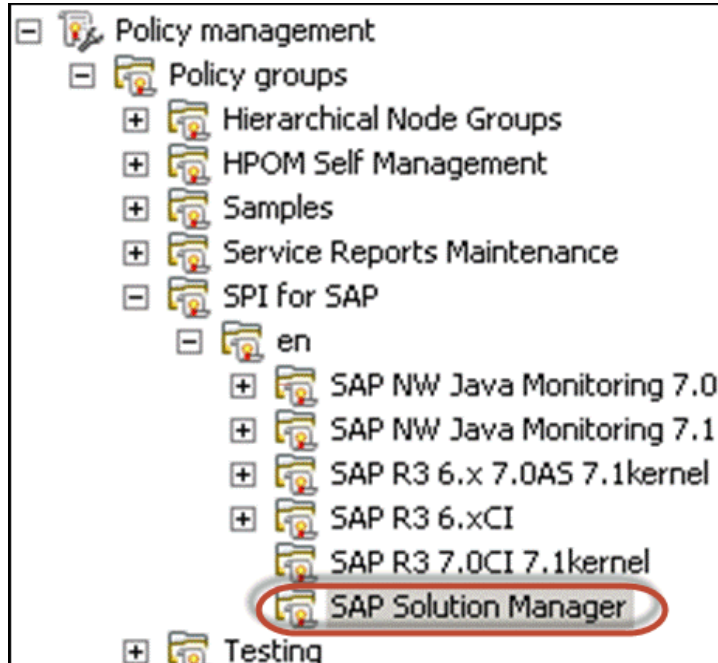 Policy management
Policy groups
Hierarchical Node Groups
HPOM Self Management
Samples
Service Reports Maintenance
SPI for SAP
en
SAP NW Java Monitoring 7.0
SAP NW Java Monitoring 7.1
SAP R3 6.x 7.0AS 7.1kernel
SAP R3 6.xCI
SAP R3 7.0CI 7.1kernel
SAP Solution Manager
Testing